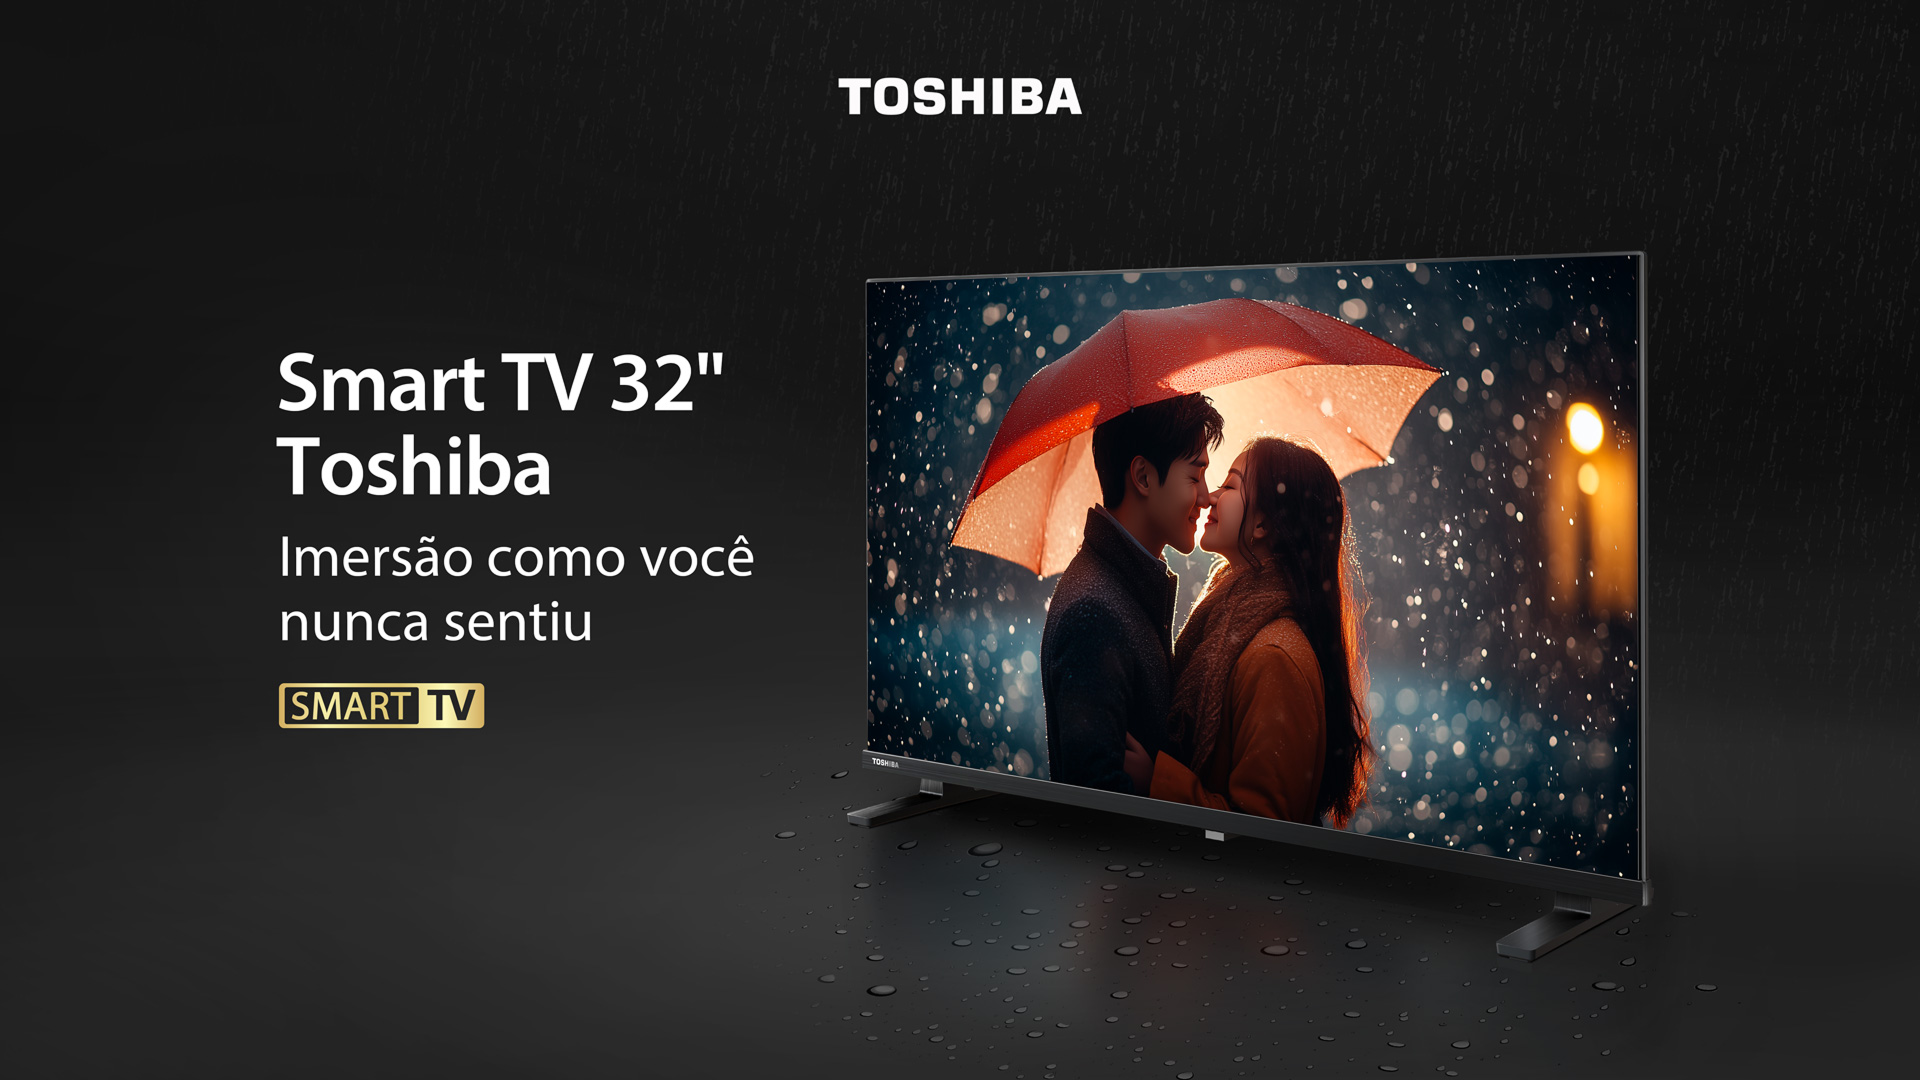 TOSHIBA
Smart TV 32"
Toshiba
Imersão como você
nunca sentiu
SMART TV
TOSHIBA